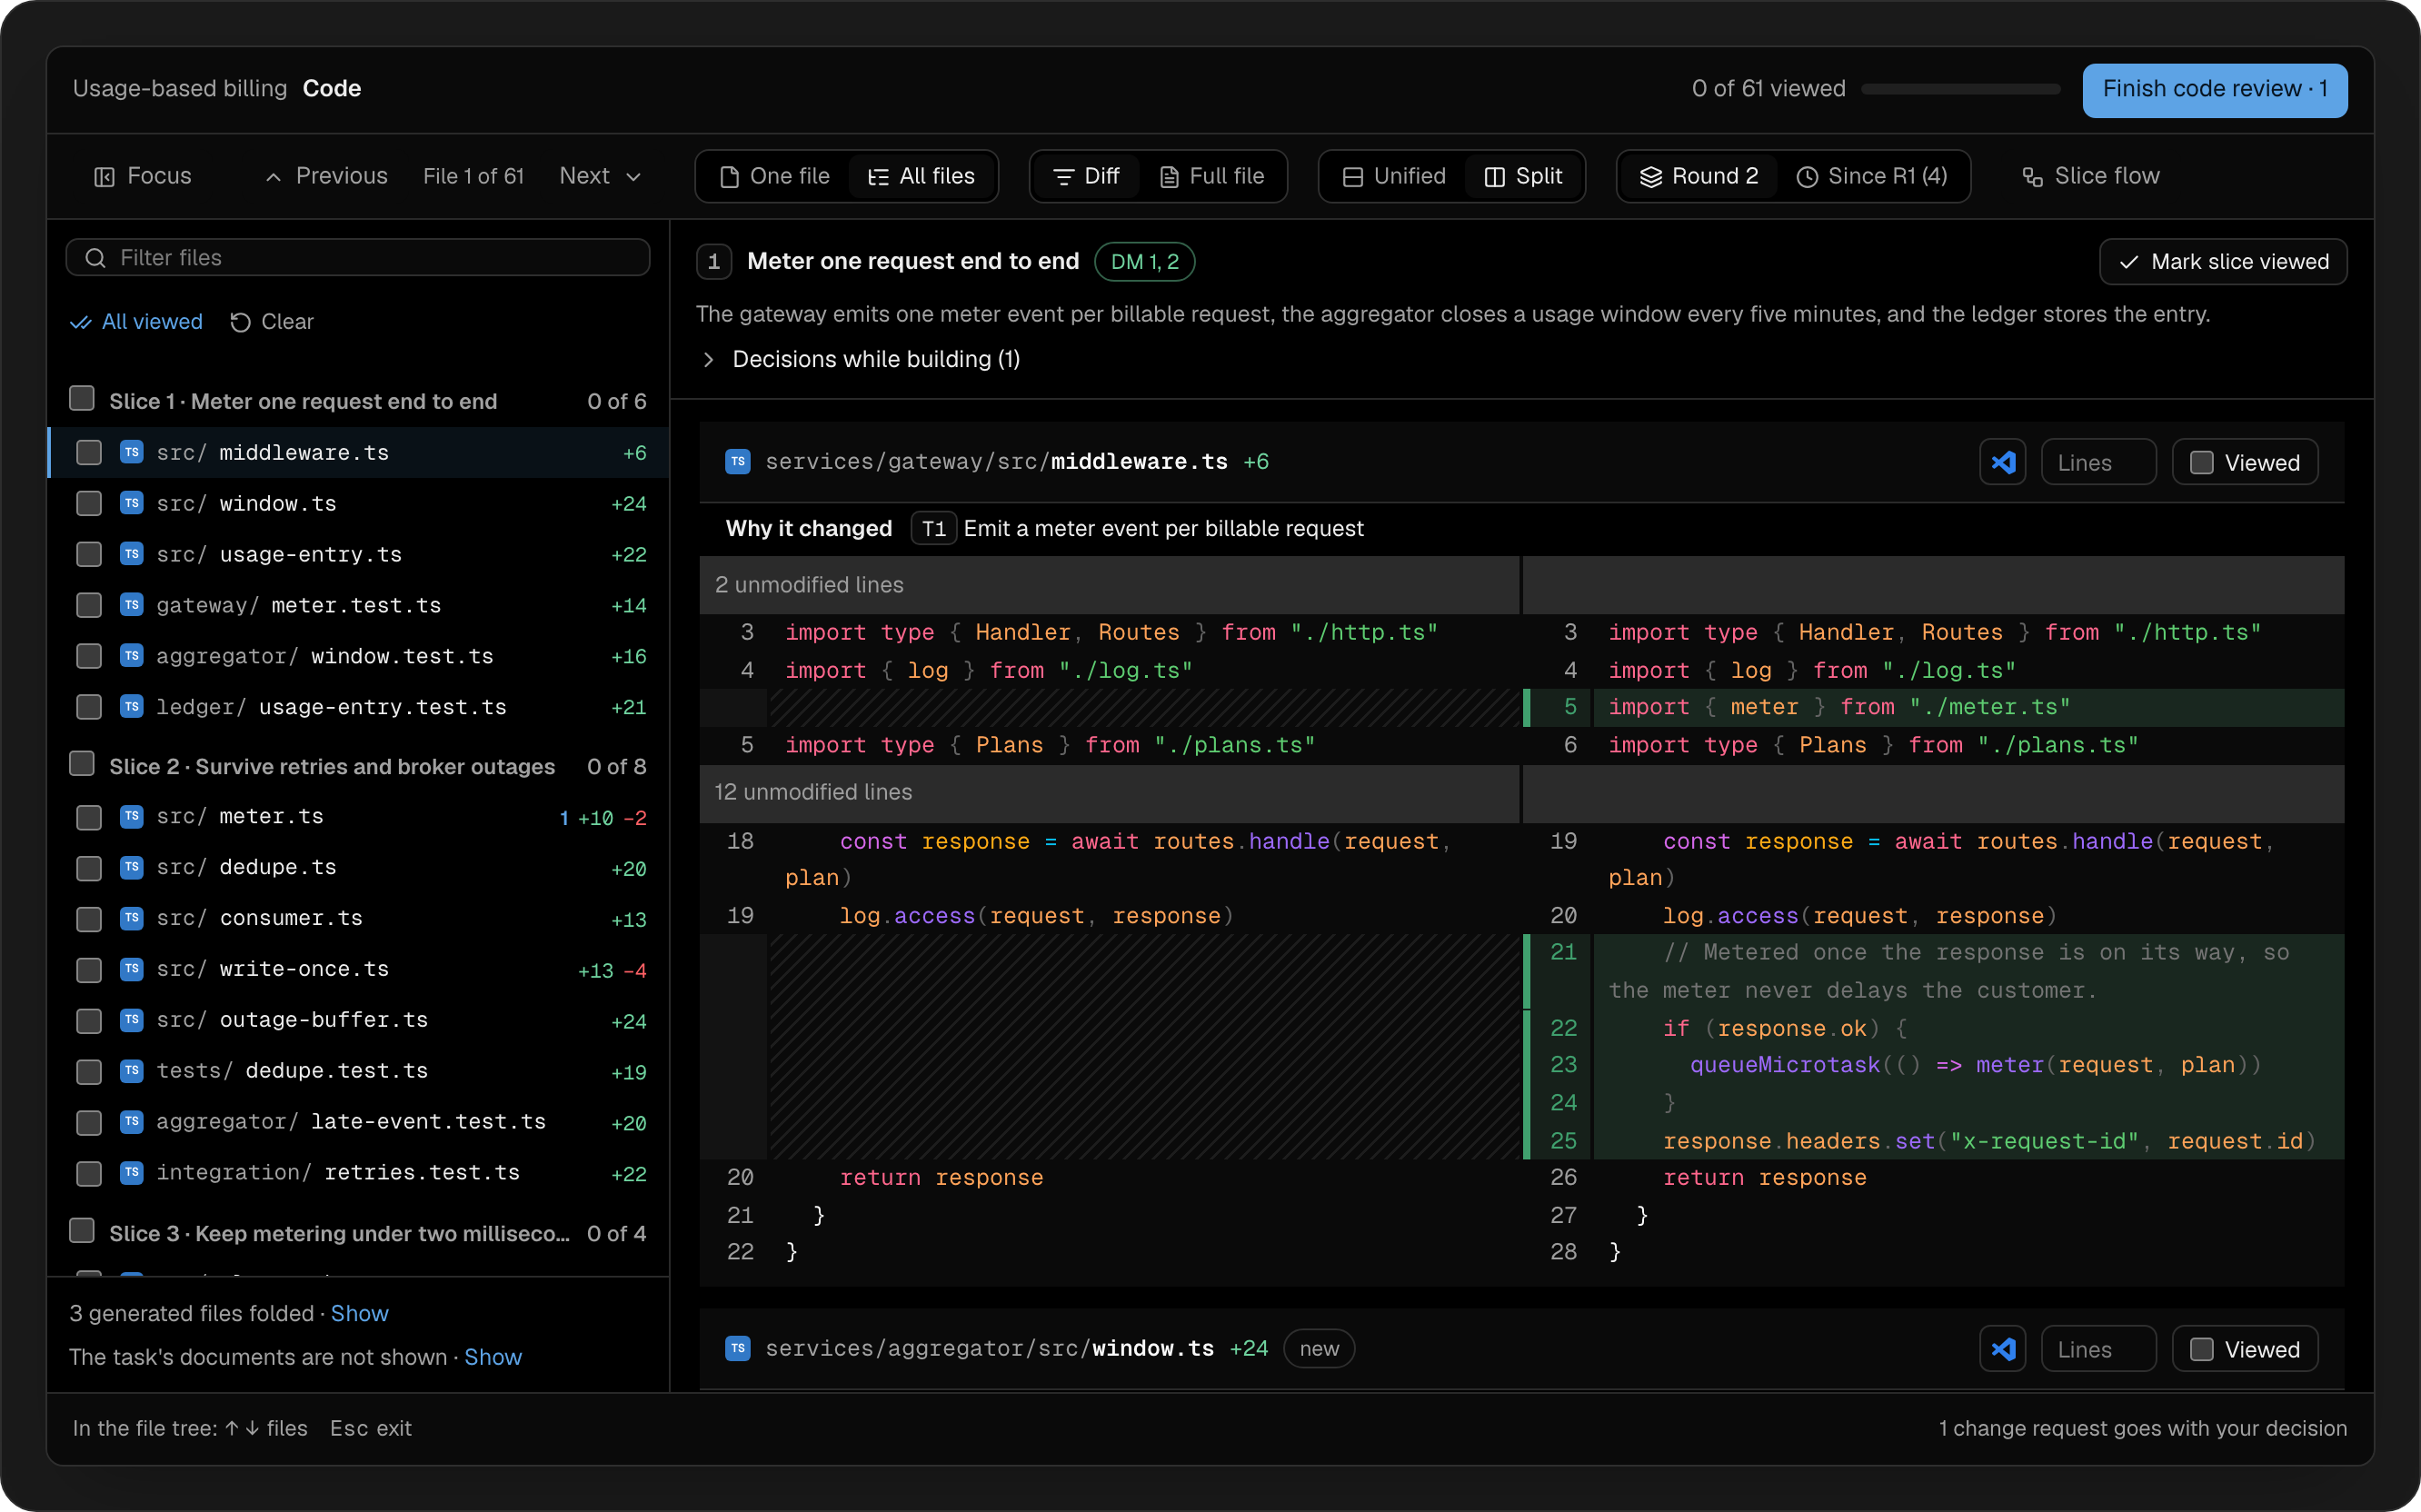 Usage-based billing Code
0 of 61 viewed
Finish code review · 1
Focus
Previous
File 1 of 61
Next
One file
All files
Diff
Full file
Unified
Split
Round 2
Since R1 (4)
Slice flow
Filter files
All viewed
Clear
Slice 1 · Meter one request end to end 0 of 6
TS src/ middleware.ts +6
TS src/ window.ts +24
TS src/ usage-entry.ts +22
TS gateway/ meter.test.ts +14
TS aggregator/ window.test.ts +16
TS ledger/ usage-entry.test.ts +21
Slice 2 · Survive retries and broker outages 0 of 8
TS src/ meter.ts 1 +10 −2
TS src/ dedupe.ts +20
TS src/ consumer.ts +13
TS src/ write-once.ts +13 −4
TS src/ outage-buffer.ts +24
TS tests/ dedupe.test.ts +19
TS aggregator/ late-event.test.ts +20
TS integration/ retries.test.ts +22
Slice 3 · Keep metering under two milliseco... 0 of 4
3 generated files folded · Show
The task's documents are not shown · Show
1 Meter one request end to end DM 1, 2
Mark slice viewed
The gateway emits one meter event per billable request, the aggregator closes a usage window every five minutes, and the ledger stores the entry.
Decisions while building (1)
TS services/gateway/src/middleware.ts +6
Lines
Viewed
Why it changed T1 Emit a meter event per billable request
2 unmodified lines
3 import type { Handler, Routes } from "./http.ts"
4 import { log } from "./log.ts"
5 import type { Plans } from "./plans.ts"
12 unmodified lines
18 const response = await routes.handle(request,
plan)
19 log.access(request, response)
20 return response
21 }
22 }
3 import type { Handler, Routes } from "./http.ts"
4 import { log } from "./log.ts"
5 import { meter } from "./meter.ts"
6 import type { Plans } from "./plans.ts"
19 const response = await routes.handle(request,
plan)
20 log.access(request, response)
21 // Metered once the response is on its way, so
the meter never delays the customer.
22 if (response.ok) {
23 queueMicrotask(() => meter(request, plan))
24 }
25 response.headers.set("x-request-id", request.id)
26 return response
27 }
28 }
TS services/aggregator/src/window.ts +24 new
Lines
Viewed
In the file tree: ↑ ↓ files Esc exit
1 change request goes with your decision